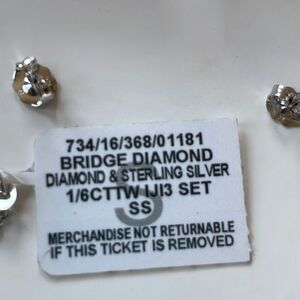 734/16/368/01181
BRIDGE DIAMOND
DIAMOND & STERLING SILVER
1/6CTTW IJI3 SET
SS
MERCHANDISE NOT RETURNABLE
IF THIS TICKET IS REMOVED